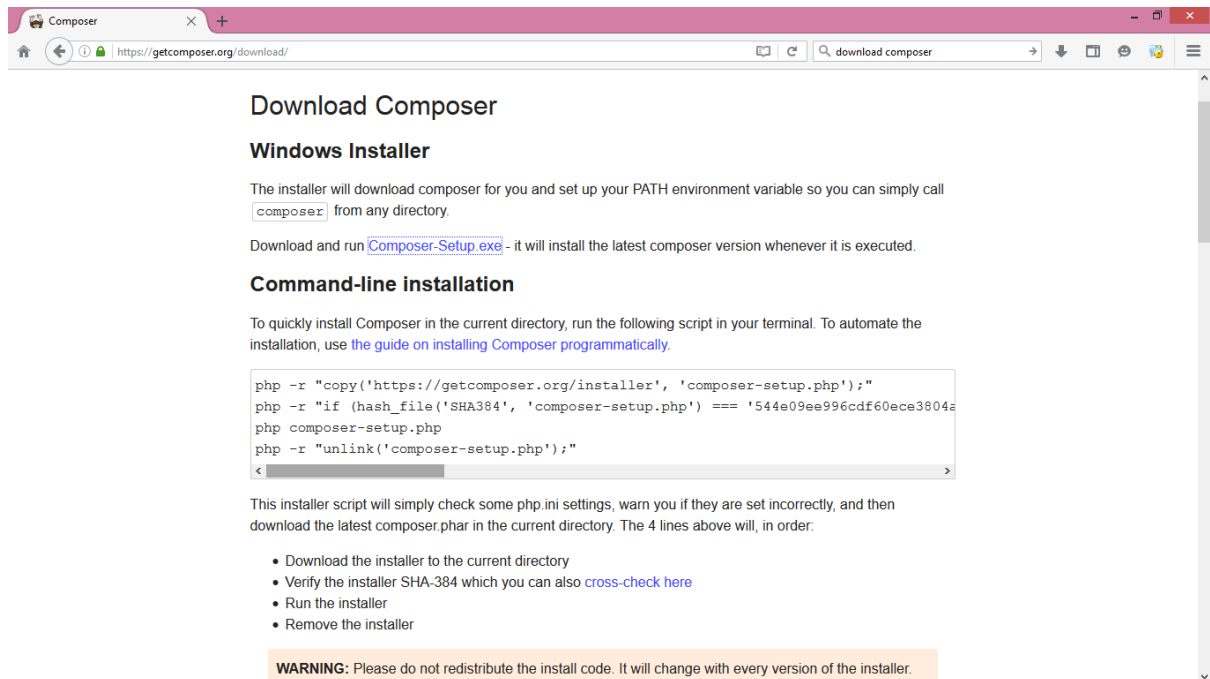 Composer
https://getcomposer.org/download/
download composer
Download Composer
Windows Installer
The installer will download composer for you and set up your PATH environment variable so you can simply call
composer from any directory.
Download and run Composer-Setup.exe - it will install the latest composer version whenever it is executed.
Command-line installation
To quickly install Composer in the current directory, run the following script in your terminal. To automate the
installation, use the guide on installing Composer programmatically.
php -r "copy('https://getcomposer.org/installer', 'composer-setup.php');"
php -r "if (hash_file('SHA384', 'composer-setup.php') === '544e09ee996cdf60ece3804a
php composer-setup.php
php -r "unlink('composer-setup.php');"
This installer script will simply check some php.ini settings, warn you if they are set incorrectly, and then
download the latest composer.phar in the current directory. The 4 lines above will, in order:
• Download the installer to the current directory
• Verify the installer SHA-384 which you can also cross-check here
• Run the installer
• Remove the installer
WARNING: Please do not redistribute the install code. It will change with every version of the installer.